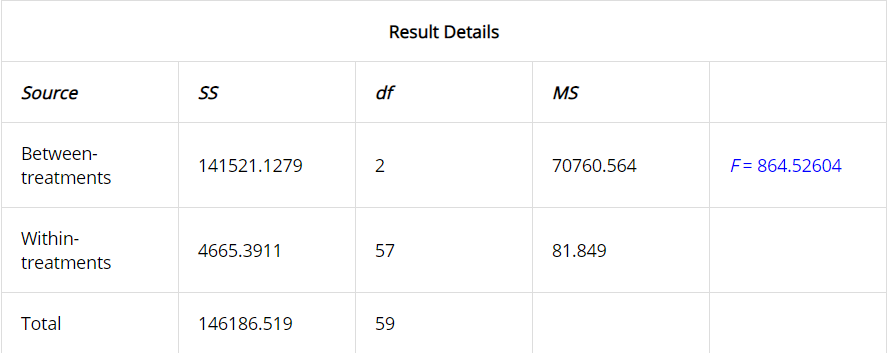 Result Details
Source SS df MS
Between-
treatments 141521.1279 2 70760.564 F = 864.52604
Within-
treatments 4665.3911 57 81.849
Total 146186.519 59